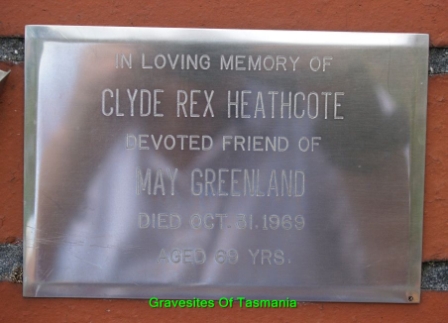 IN LOVING MEMORY OF
CLYDE REX HEATHCOTE
DEVOTED FRIEND OF
MAY GREENLAND
DIED OCT. 31. 1969
AGED 69 YRS.
Gravesites Of Tasmania